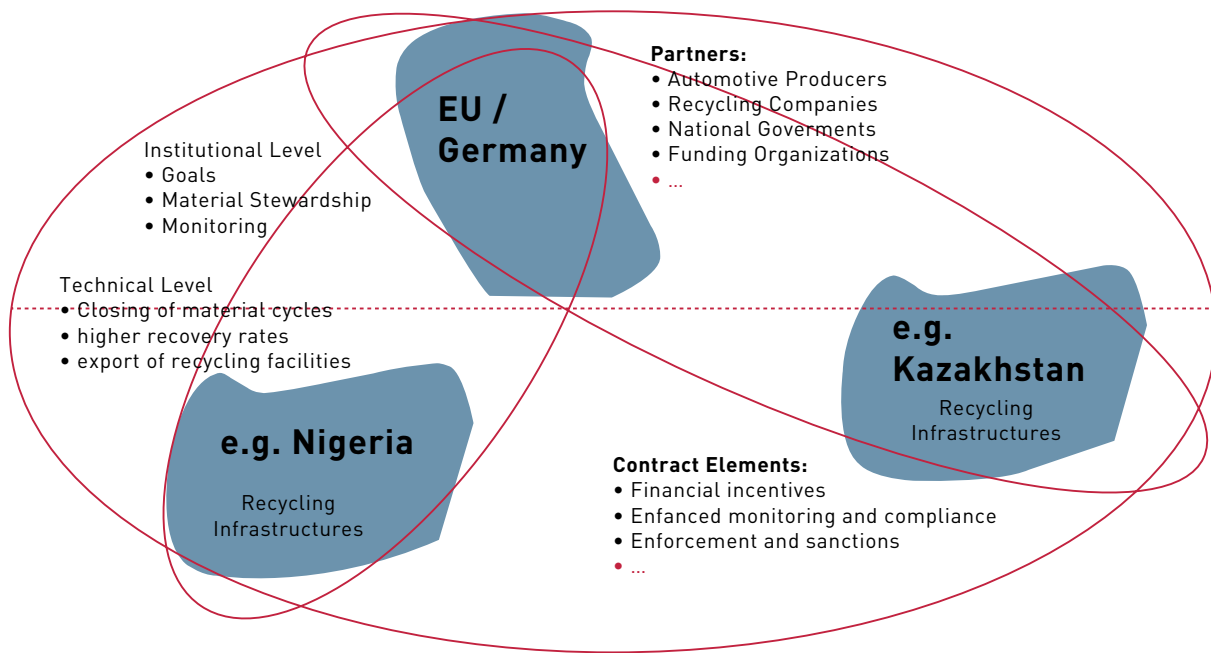 EU /
Germany
Partners:
• Automotive Producers
• Recycling Companies
• National Goverments
• Funding Organizations
• ...
Institutional Level
• Goals
• Material Stewardship
• Monitoring
Technical Level
• Closing of material cycles
• higher recovery rates
• export of recycling facilities
e.g.
Kazakhstan
Recycling
Infrastructures
e.g. Nigeria
Recycling
Infrastructures
Contract Elements:
• Financial incentives
• Enfanced monitoring and compliance
• Enforcement and sanctions
• ...